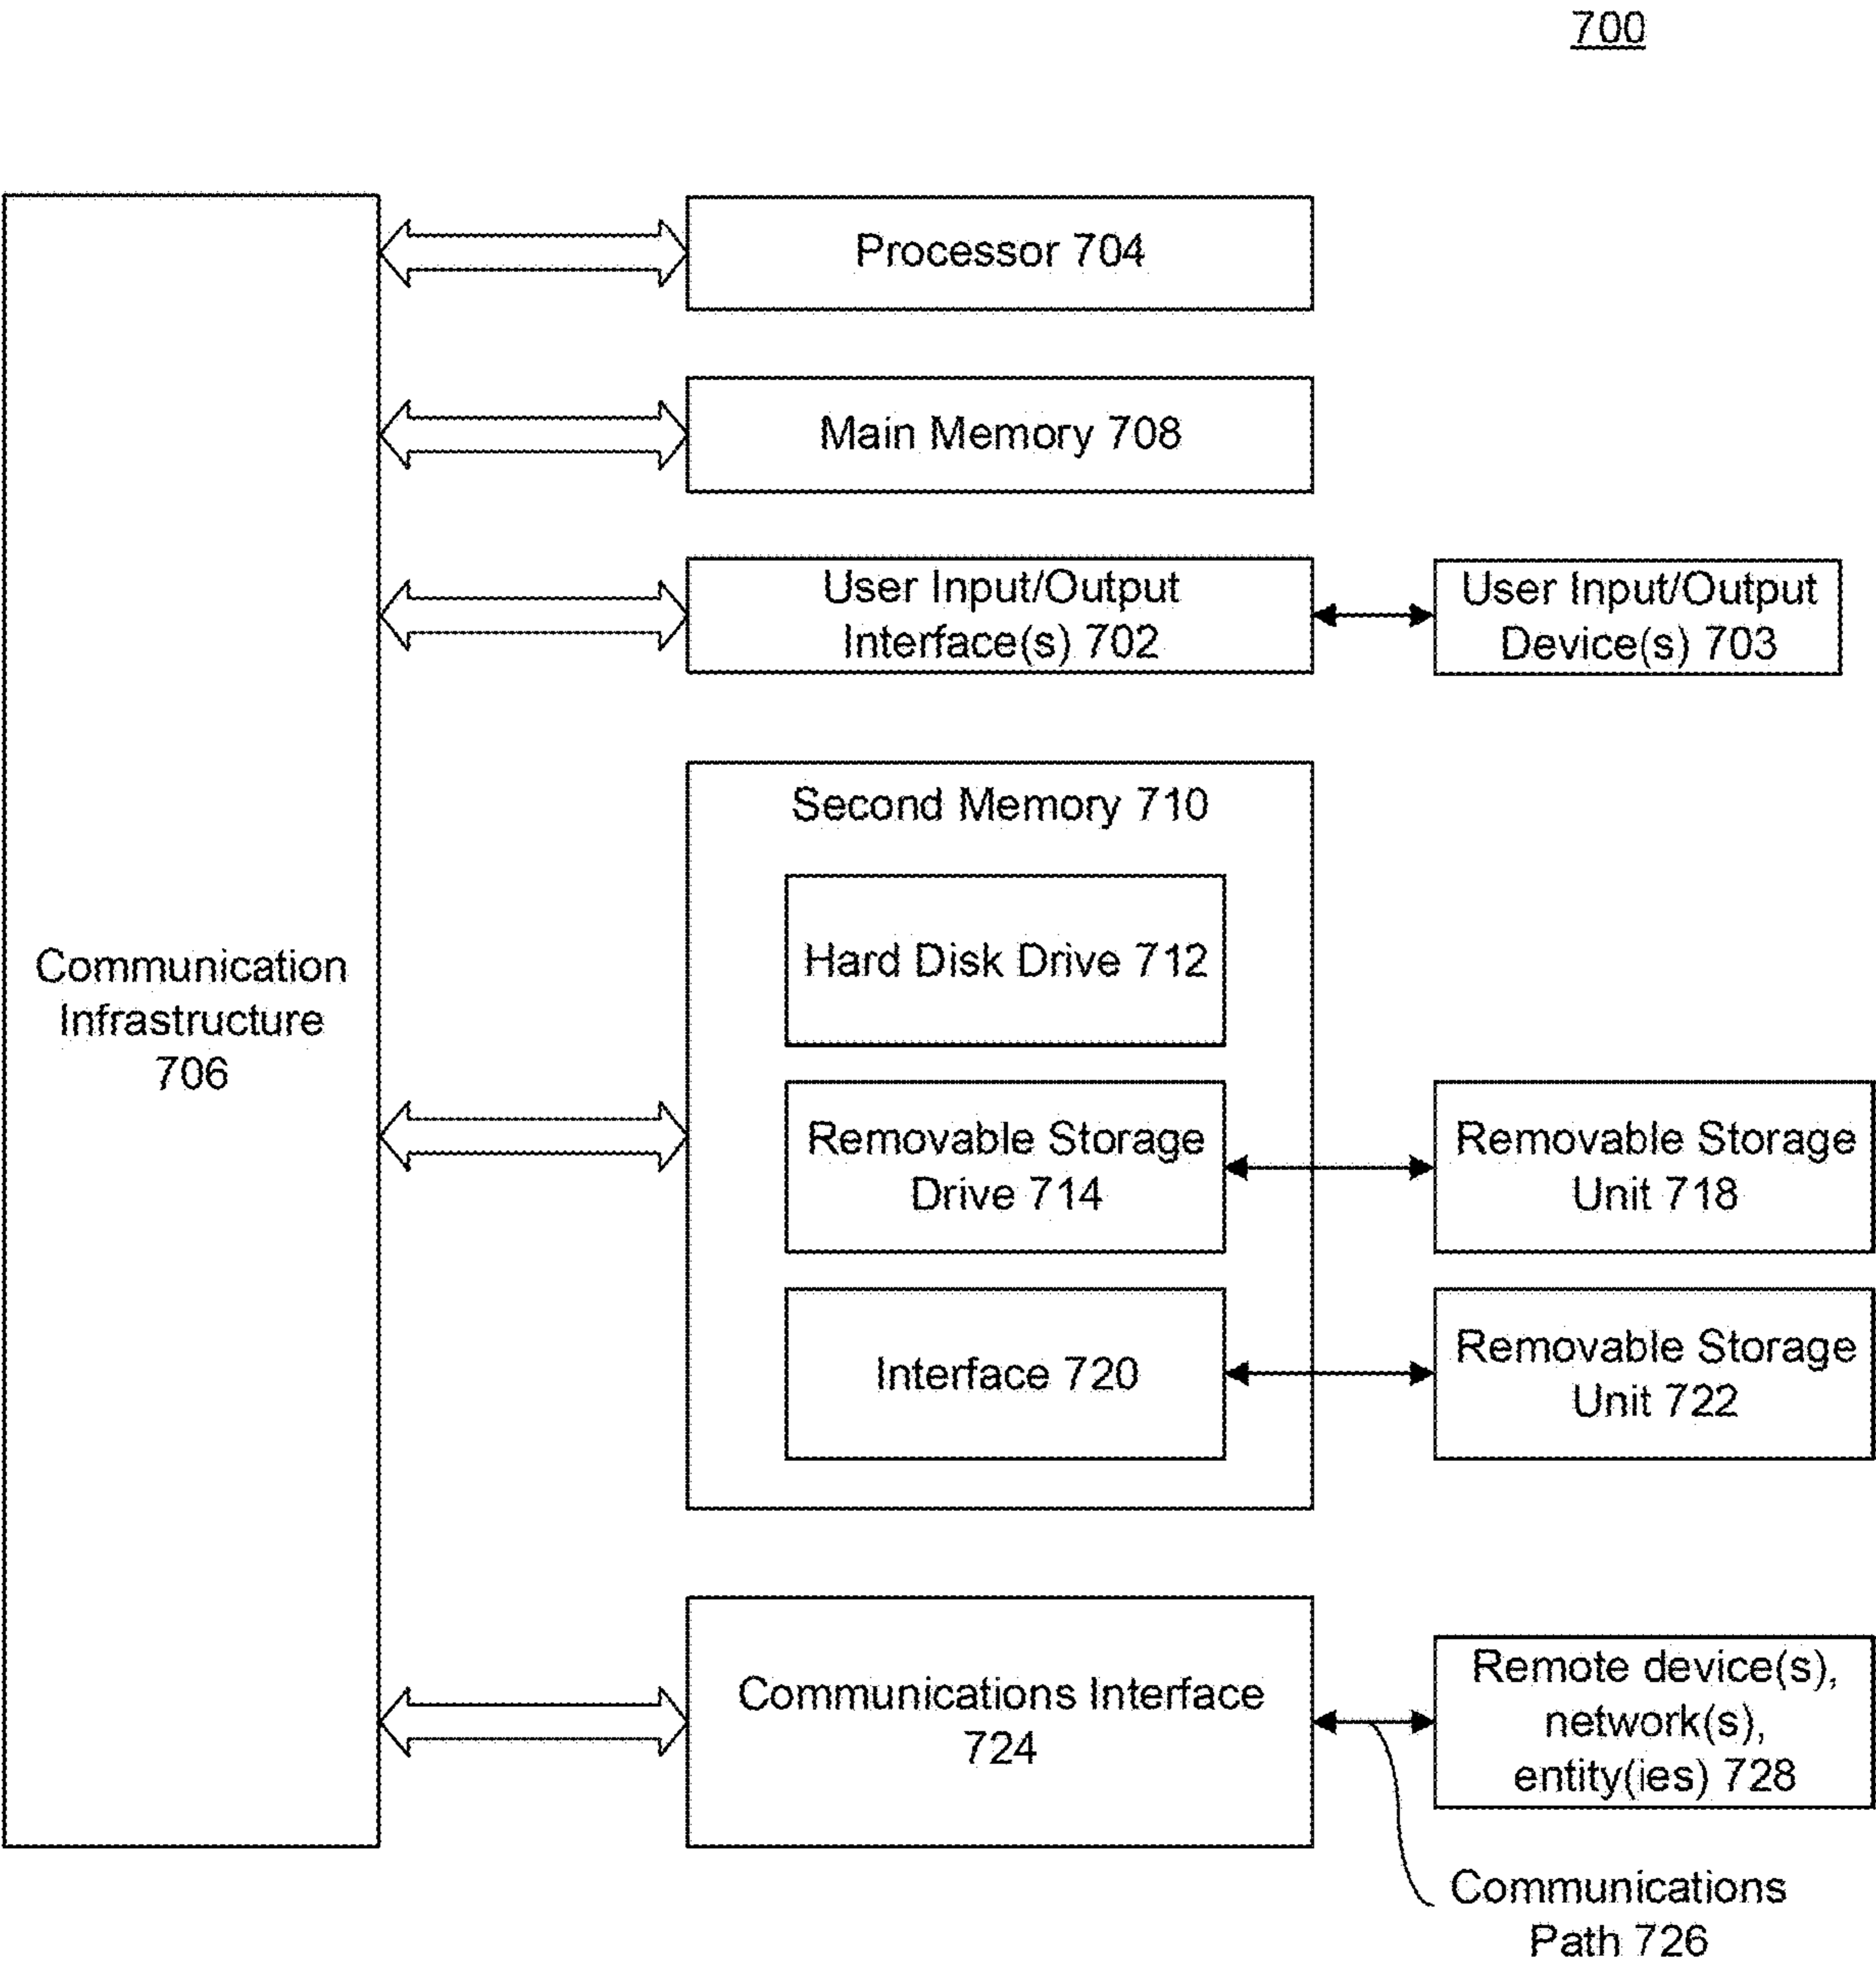 700
Processor 704
Main Memory 708
User Input/Output
Interface(s) 702
User Input/Output
Device(s) 703
Second Memory 710
Hard Disk Drive 712
Communication
Infrastructure
706
Removable Storage
Drive 714
Removable Storage
Unit 718
Interface 720
Removable Storage
Unit 722
Communications Interface
724
Remote device(s),
network(s),
entity(ies) 728
Communications
Path 726